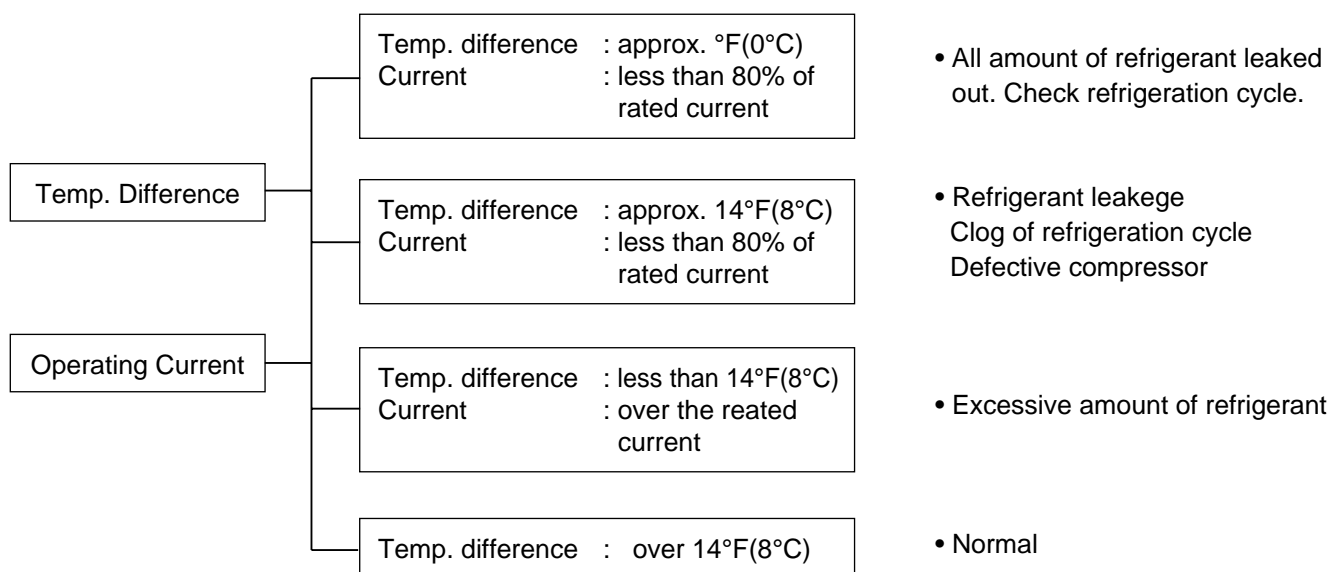 Temp. Difference
Operating Current
Temp. difference : approx. °F(0°C)
Current : less than 80% of
rated current
• All amount of refrigerant leaked
out. Check refrigeration cycle.
Temp. difference : approx. 14°F(8°C)
Current : less than 80% of
rated current
• Refrigerant leakege
Clog of refrigeration cycle
Defective compressor
Temp. difference : less than 14°F(8°C)
Current : over the reated
current
• Excessive amount of refrigerant
Temp. difference : over 14°F(8°C)
• Normal